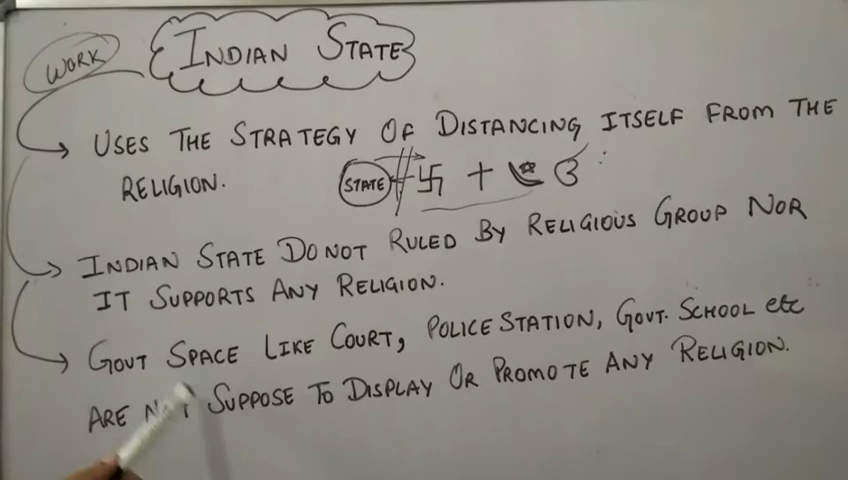 WORK
INDIAN STATE
USES THE STRATEGY OF DISTANCING ITSELF FROM THE
RELIGION.
STATE
INDIAN STATE DO NOT RULED BY RELIGIOUS GROUP NOR
IT SUPPORTS ANY RELIGION.
GOVT SPACE LIKE COURT, POLICE STATION, GOVT. SCHOOL etc
ARE NOT SUPPOSE TO DISPLAY OR PROMOTE ANY RELIGION.